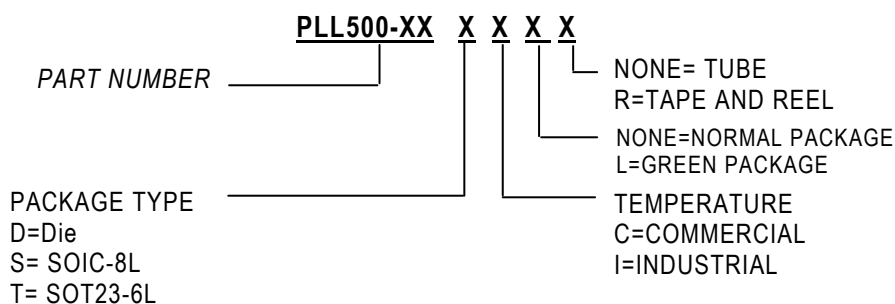 PLL500-XX X X X X
PART NUMBER
NONE= TUBE
R=TAPE AND REEL
NONE=NORMAL PACKAGE
L=GREEN PACKAGE
PACKAGE TYPE
D=Die
S= SOIC-8L
T= SOT23-6L
TEMPERATURE
C=COMMERCIAL
I=INDUSTRIAL